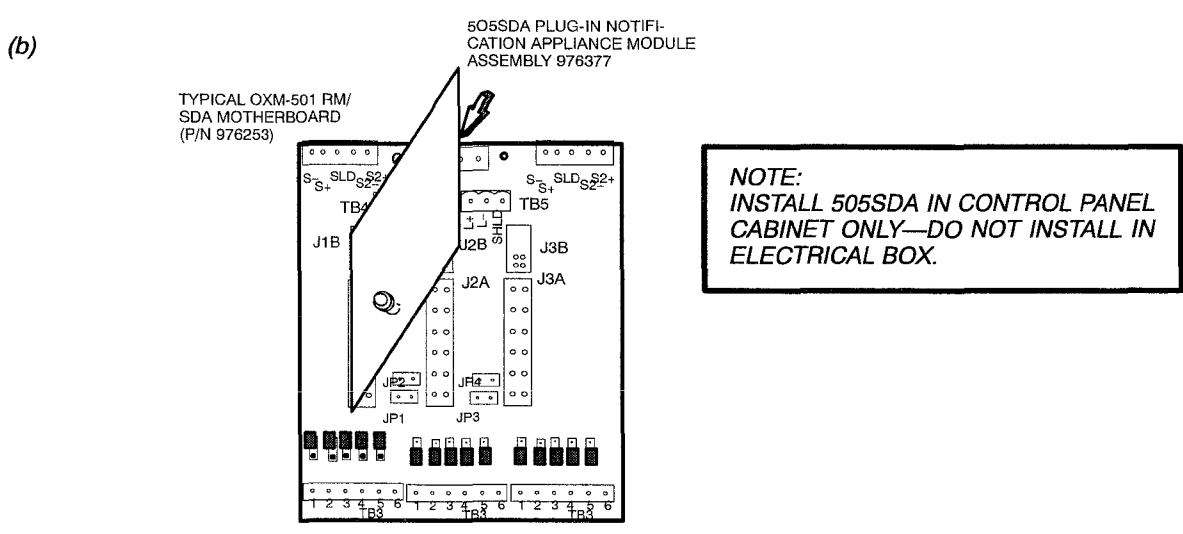 (b)
505SDA PLUG-IN NOTIFI-
CATION APPLIANCE MODULE
ASSEMBLY 976377
TYPICAL OXM-501 RM/
SDA MOTHERBOARD
(P/N 976253)
S- S+ SLD S2- S2+
S- S+ SLD S2- S2+
TB4
L+ L- SHLD
TB5
J1B
J2B
J3B
J2A
J3A
JP2
JP4
JP1
JP3
1 2 3 4 5 6
1 2 3 4 5 6
1 2 3 4 5 6
TB3
TB3
TB3
NOTE:
INSTALL 505SDA IN CONTROL PANEL
CABINET ONLY—DO NOT INSTALL IN
ELECTRICAL BOX.